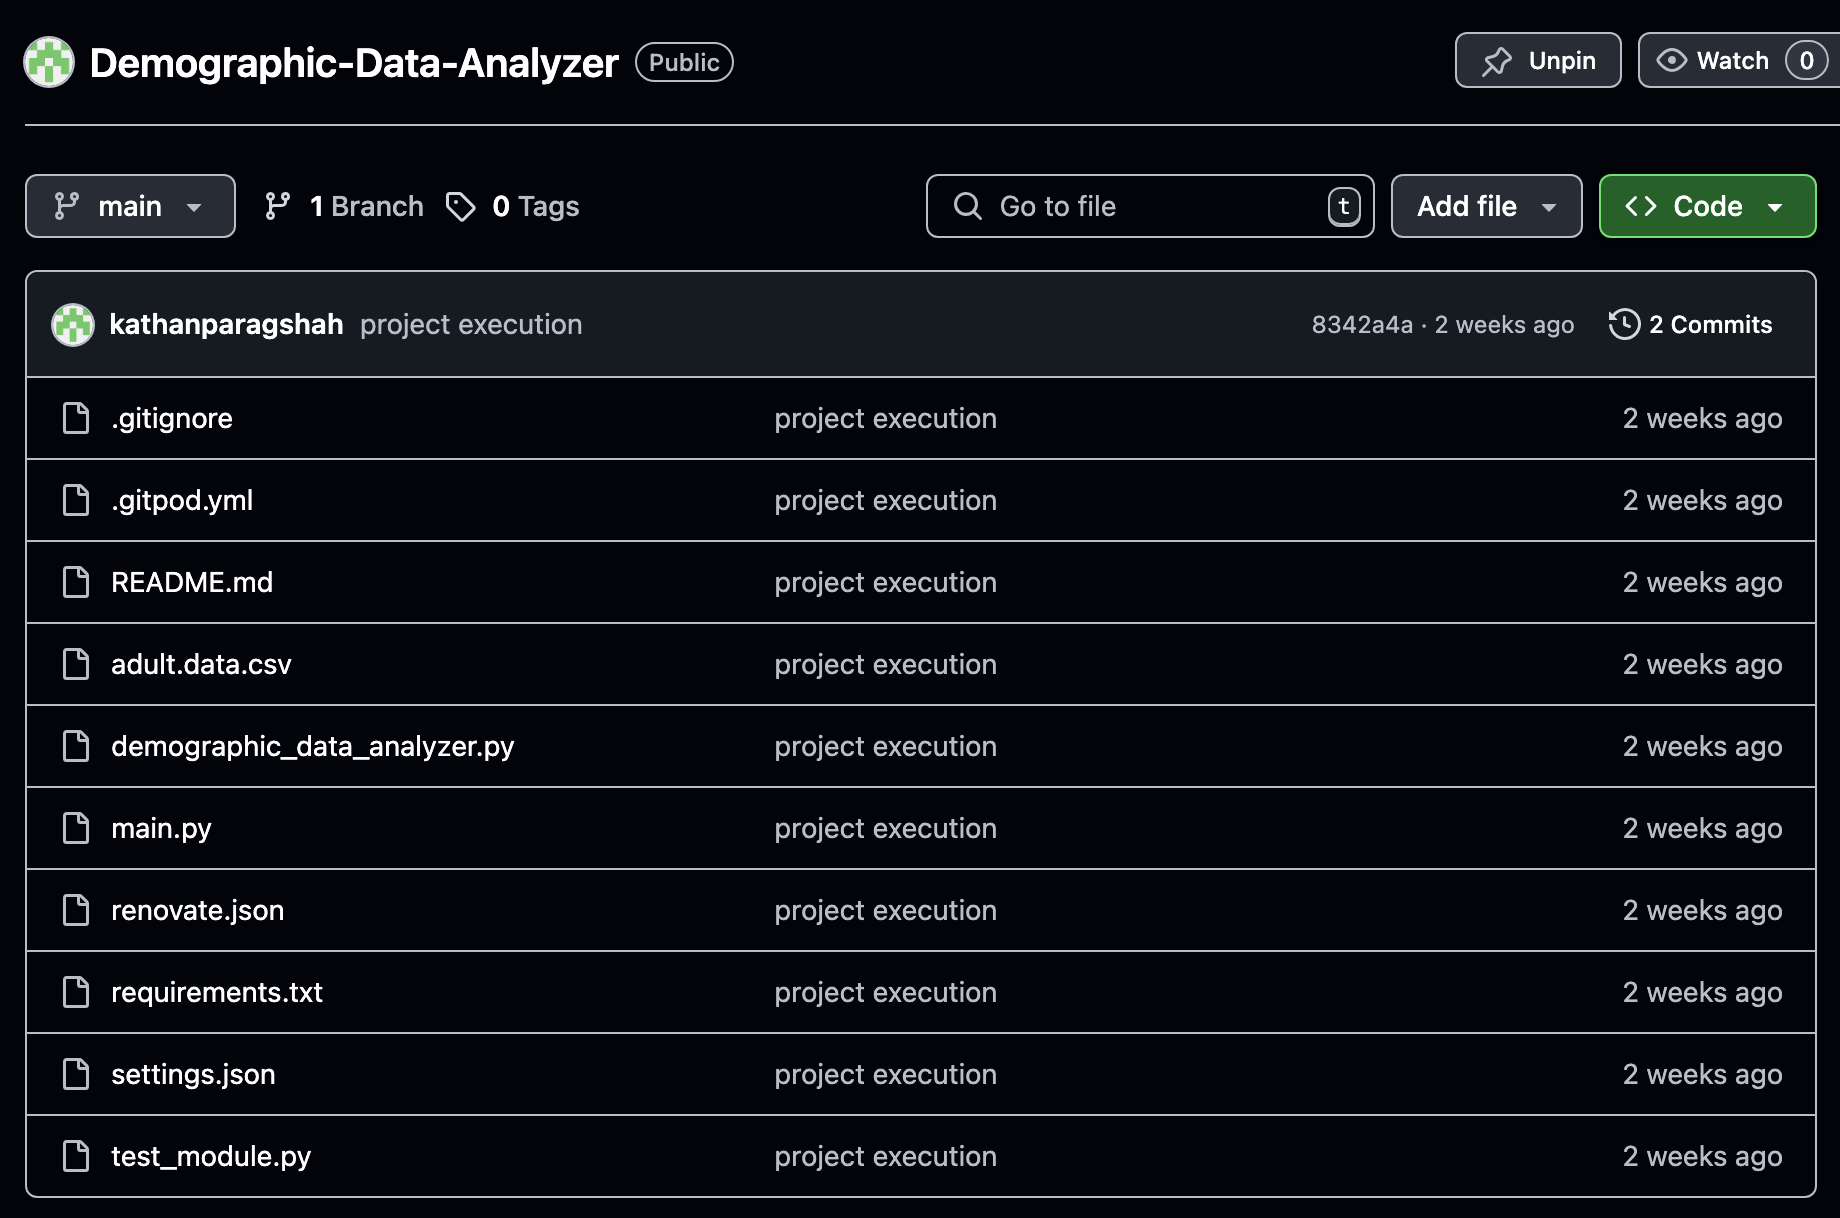 Demographic-Data-Analyzer Public Unpin Watch 0
main 1 Branch 0 Tags Go to file t Add file Code
kathanparagshah project execution 8342a4a · 2 weeks ago 2 Commits
.gitignore project execution 2 weeks ago
.gitpod.yml project execution 2 weeks ago
README.md project execution 2 weeks ago
adult.data.csv project execution 2 weeks ago
demographic_data_analyzer.py project execution 2 weeks ago
main.py project execution 2 weeks ago
renovate.json project execution 2 weeks ago
requirements.txt project execution 2 weeks ago
settings.json project execution 2 weeks ago
test_module.py project execution 2 weeks ago